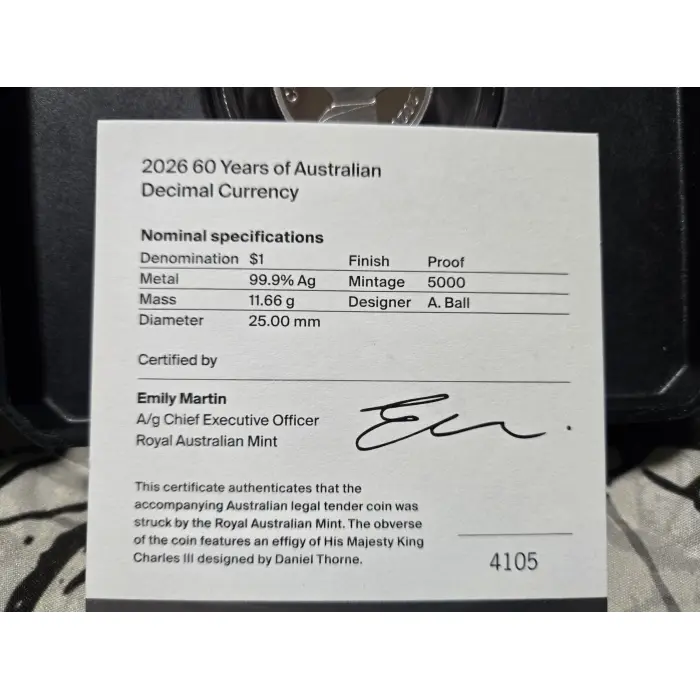 2026 60 Years of Australian
Decimal Currency
Nominal specifications
Denomination $1 Finish Proof
Metal 99.9% Ag Mintage 5000
Mass 11.66 g Designer A. Ball
Diameter 25.00 mm
Certified by
Emily Martin
A/g Chief Executive Officer
Royal Australian Mint
This certificate authenticates that the
accompanying Australian legal tender coin was
struck by the Royal Australian Mint. The obverse
of the coin features an effigy of His Majesty King
Charles III designed by Daniel Thorne.
4105